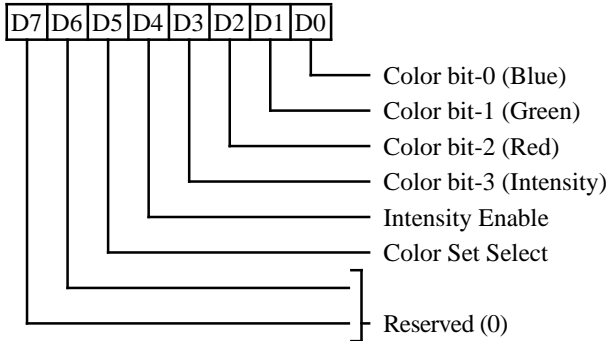 D7 D6 D5 D4 D3 D2 D1 D0
Color bit-0 (Blue)
Color bit-1 (Green)
Color bit-2 (Red)
Color bit-3 (Intensity)
Intensity Enable
Color Set Select
Reserved (0)